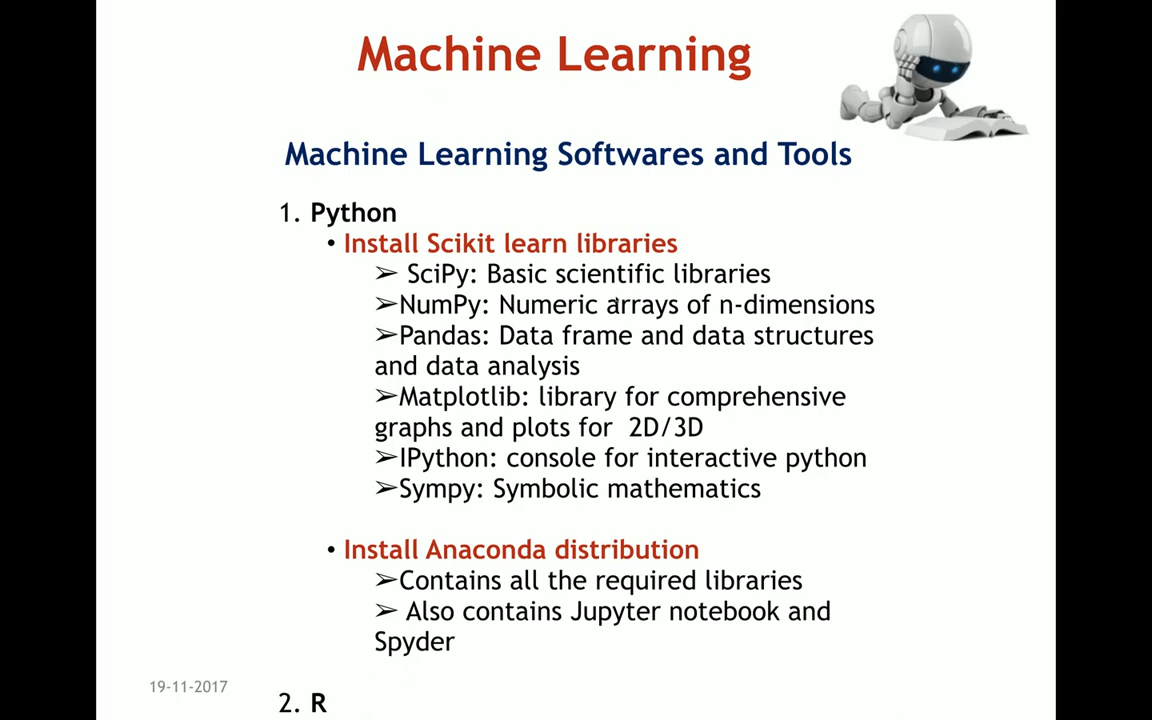 Machine Learning
Machine Learning Softwares and Tools
1. Python
• Install Scikit learn libraries
➢ SciPy: Basic scientific libraries
➢NumPy: Numeric arrays of n-dimensions
➢Pandas: Data frame and data structures
and data analysis
➢Matplotlib: library for comprehensive
graphs and plots for  2D/3D
➢IPython: console for interactive python
➢Sympy: Symbolic mathematics
• Install Anaconda distribution
➢Contains all the required libraries
➢ Also contains Jupyter notebook and
Spyder
19-11-2017
2. R